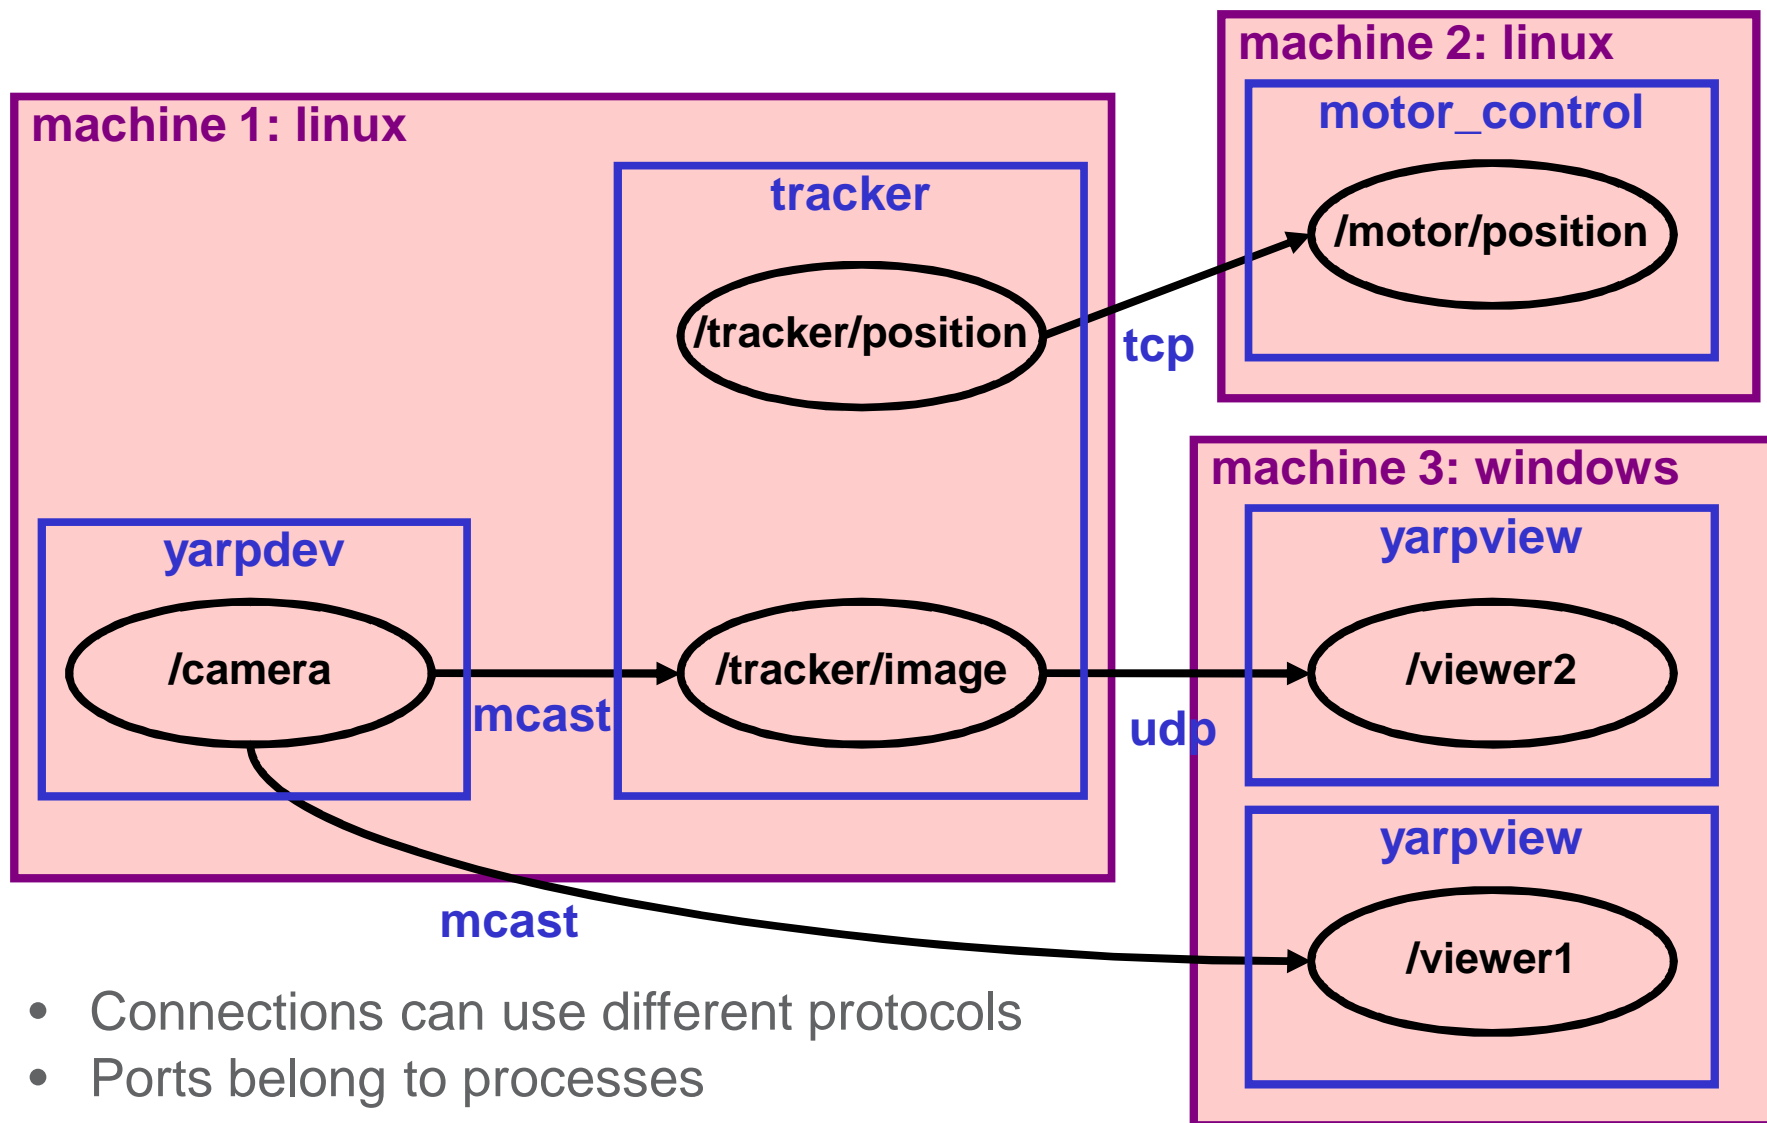 machine 1: linux
tracker
/tracker/position
yarpdev
/camera
mcast
/tracker/image
mcast
tcp
udp
machine 2: linux
motor_control
/motor/position
machine 3: windows
yarpview
/viewer2
yarpview
/viewer1
• Connections can use different protocols
• Ports belong to processes